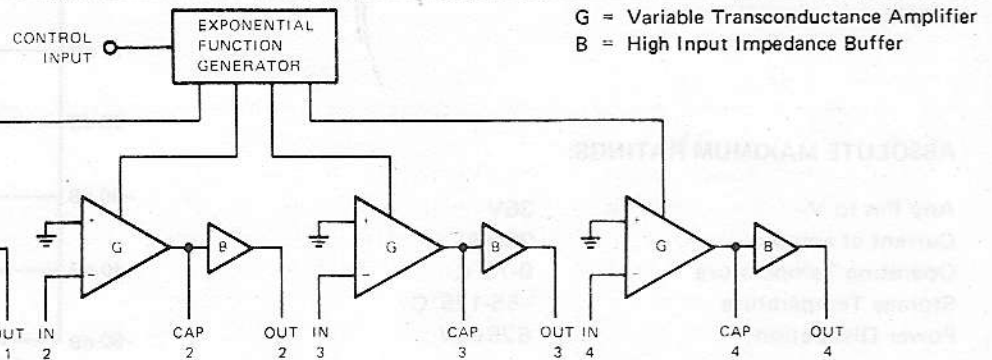 G = Variable Transconductance Amplifier
B = High Input Impedance Buffer
CONTROL
INPUT
EXPONENTIAL
FUNCTION
GENERATOR
+ G B + G B + G B
- - -
IN CAP OUT IN CAP OUT IN CAP OUT
1 2 2 2 3 3 3 4 4 4
ABSOLUTE MAXIMUM RATINGS